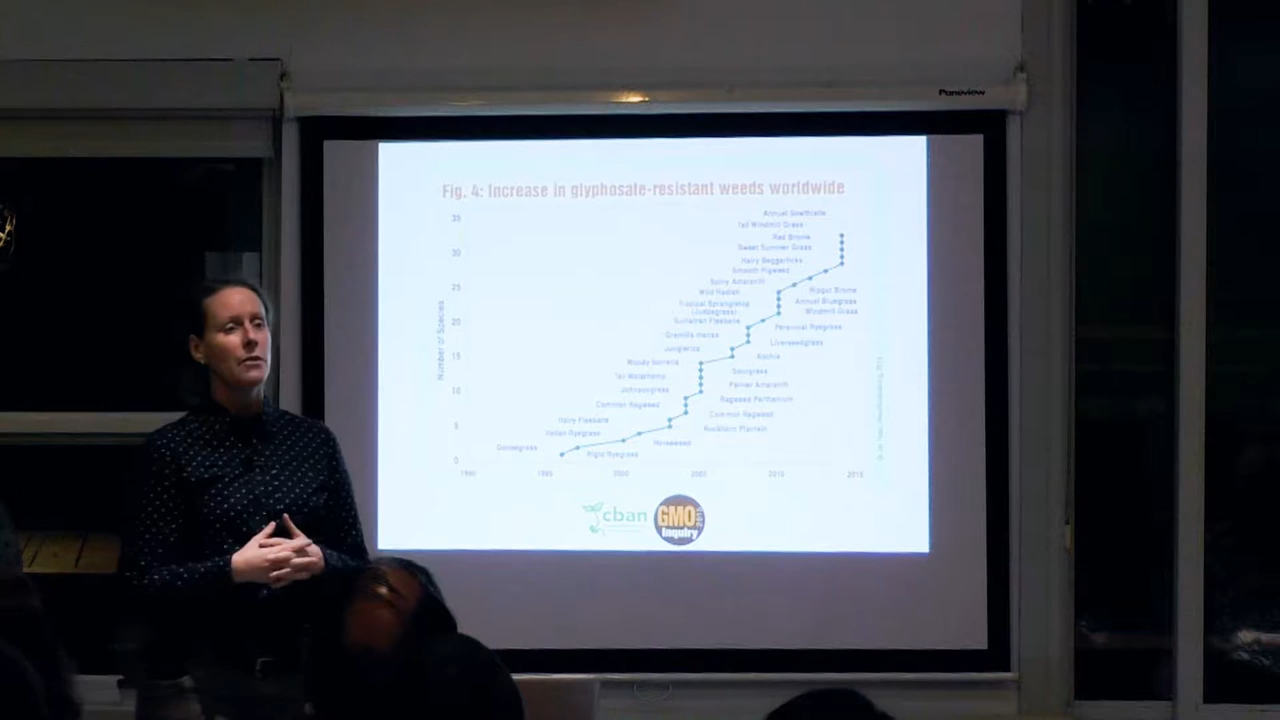 Panaview
Fig. 4: Increase in glyphosate-resistant weeds worldwide
Number of Species
35
30
25
20
15
10
5
0
1990
1995
2000
2005
2010
2015
Annual Sowthistle
Tall Windmill Grass
Red Brome
Sweet Summer Grass
Hairy Beggarticks
Smooth Pigweed
Spiny Amaranth
Wild Radish
Tropical Sprangletop
(Junglegrass)
Sumatran Fleabane
Gramilla mansa
Junglerice
Woody borreria
Tall Waterhemp
Johnsongrass
Common Ragweed
Hairy Fleabane
Italian Ryegrass
Goosegrass
Rigid Ryegrass
Horseweed
Buckhorn Plantain
Common Ragweed
Ragweed Parthenium
Palmer Amaranth
Sourgrass
Kochia
Liverseedgrass
Perennial Ryegrass
Windmill Grass
Annual Bluegrass
Ripgut Brome
cban
GMO
Inquiry
2015